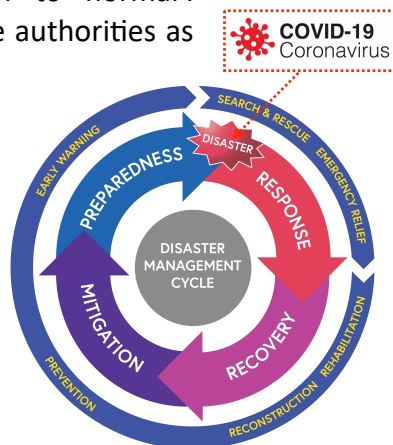 to normal.
e authorities as
COVID-19
Coronavirus
EARLY WARNING
SEARCH & RESCUE
EMERGENCY RELIEF
DISASTER
PREPAREDNESS
RESPONSE
DISASTER
MANAGEMENT
CYCLE
MITIGATION
RECOVERY
PREVENTION
RECONSTRUCTION
REHABILITATION